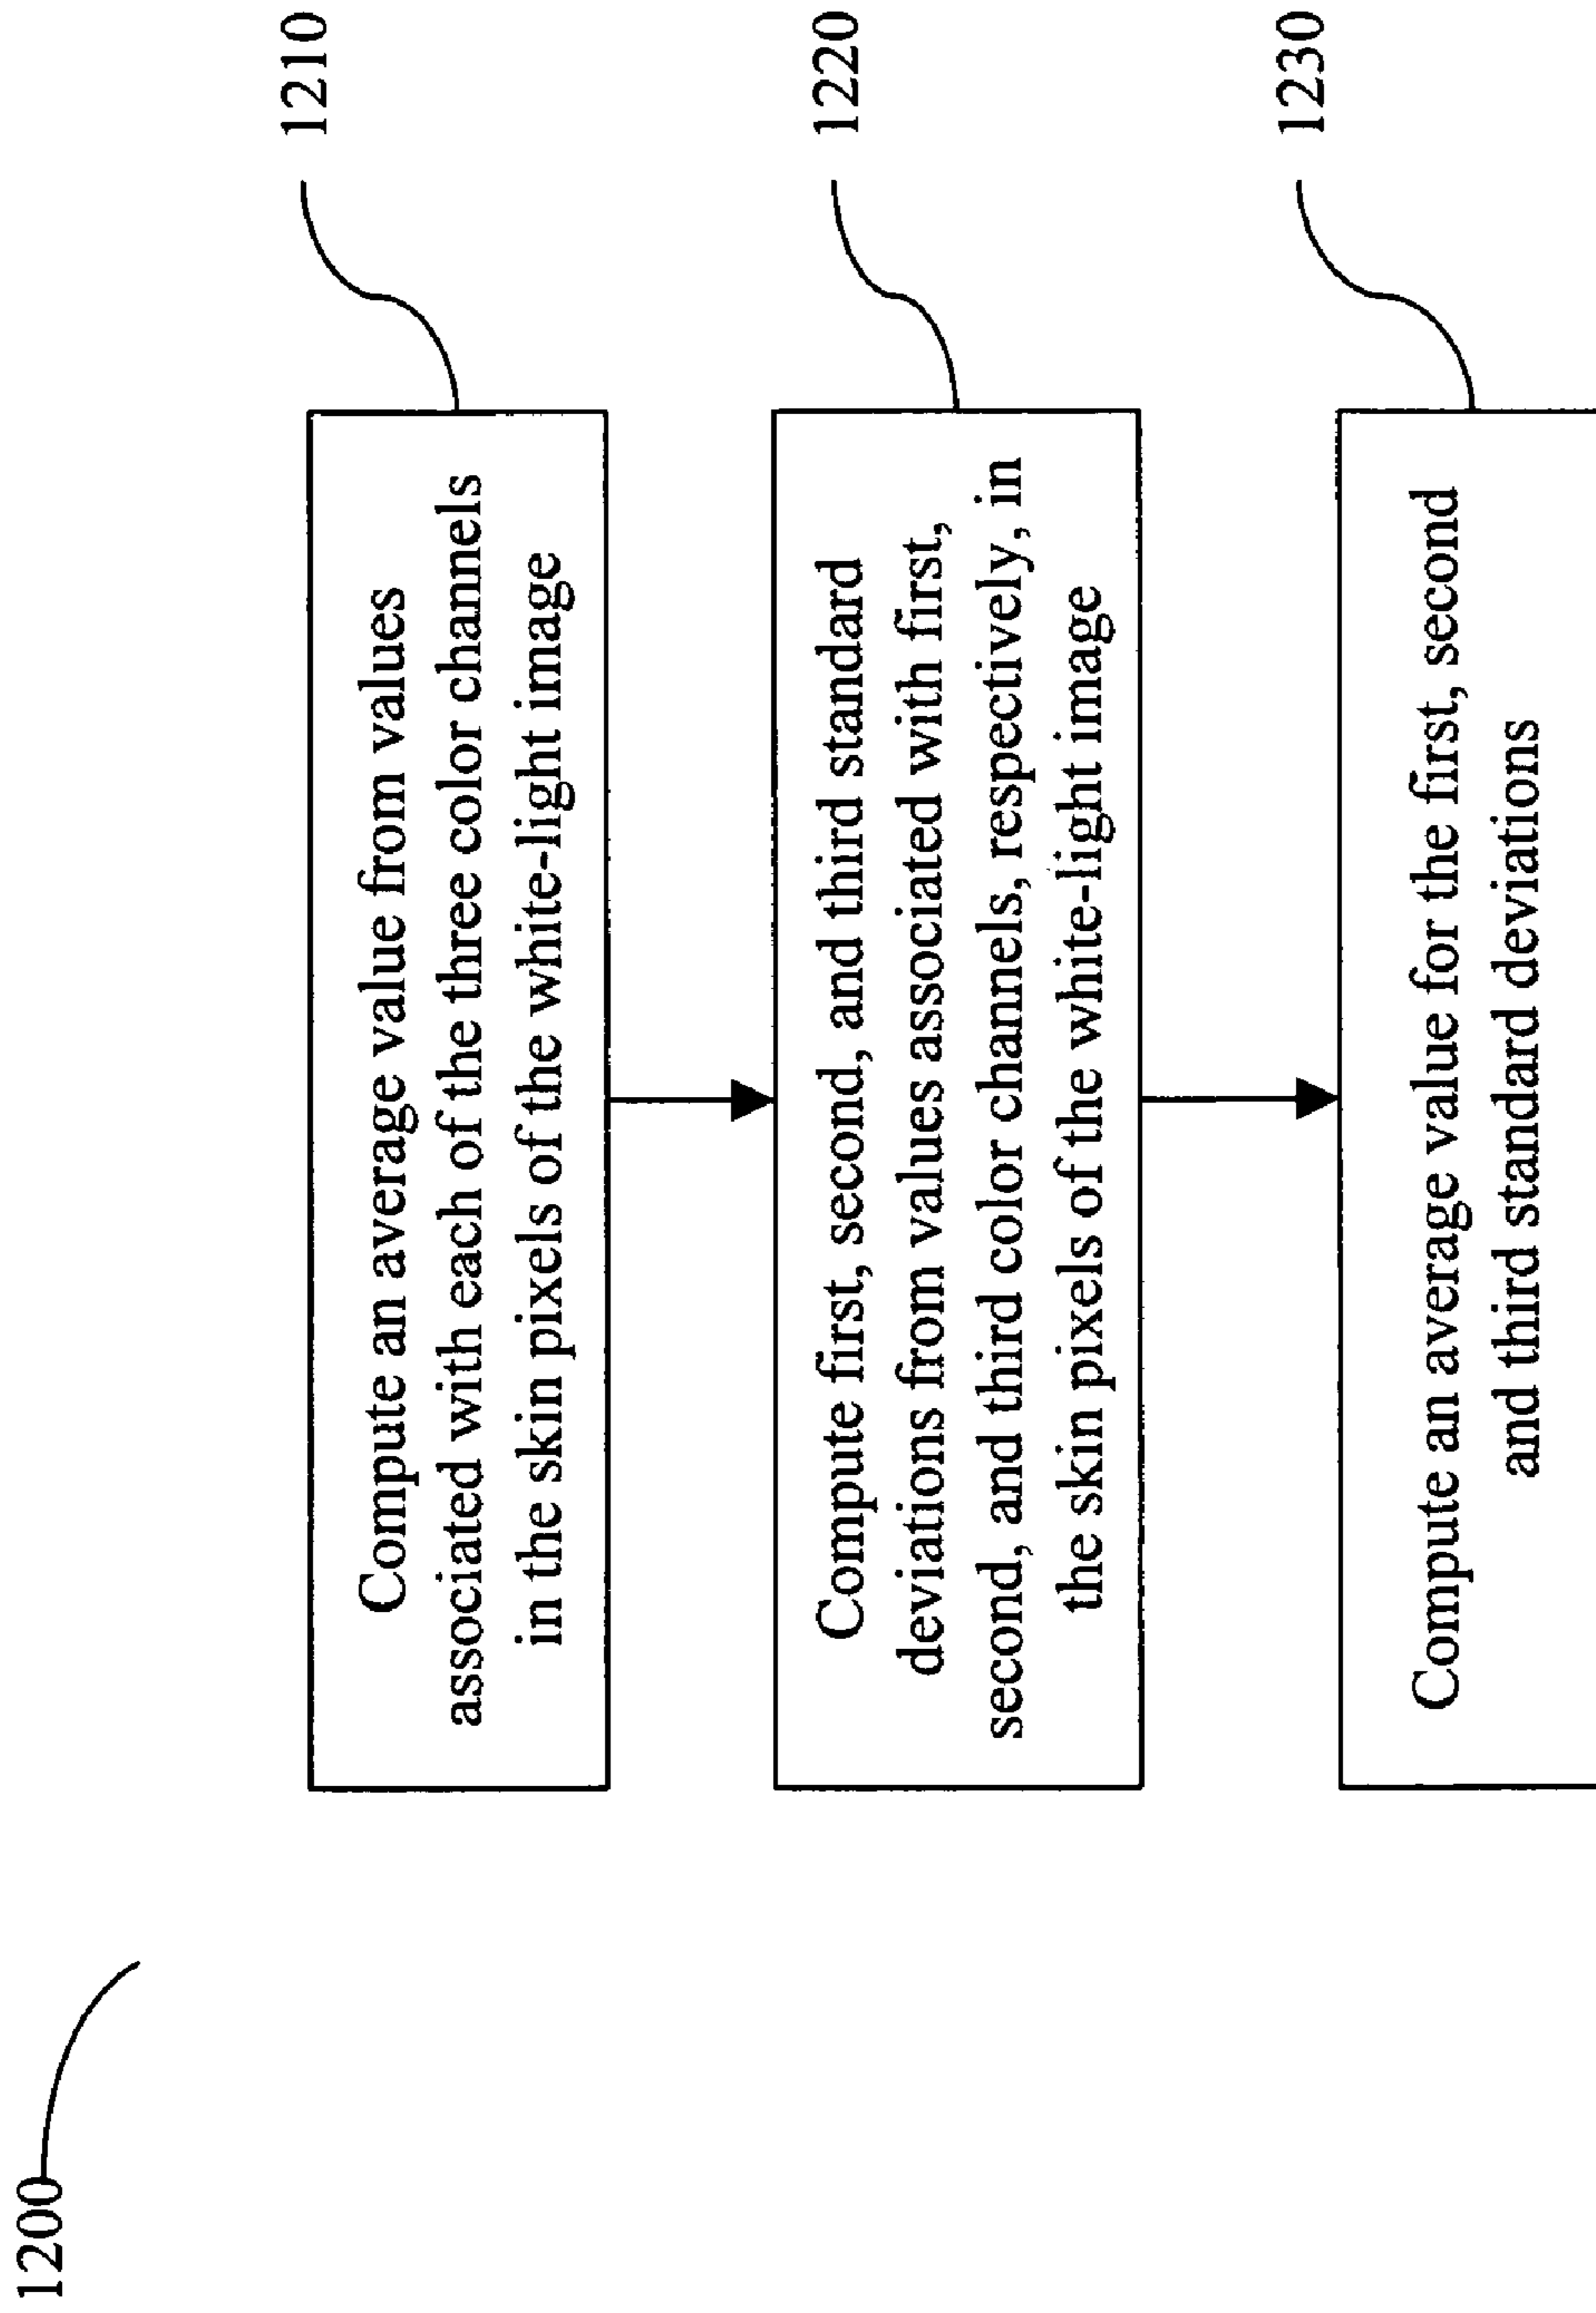 1200
Compute an average value from values
associated with each of the three color channels
in the skin pixels of the white-light image
1210
Compute first, second, and third standard
deviations from values associated with first,
second, and third color channels, respectively, in
the skin pixels of the white-light image
1220
Compute an average value for the first, second
and third standard deviations
1230